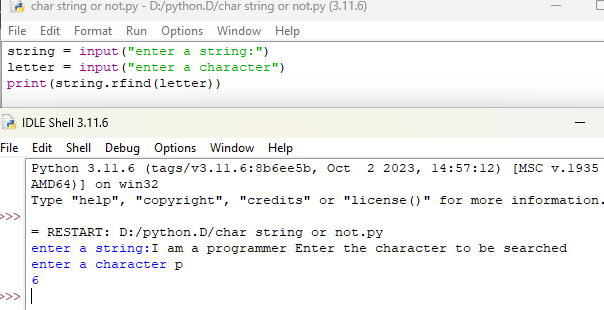 char string or not.py - D:/python.D/char string or not.py (3.11.6)
File Edit Format Run Options Window Help
string = input("enter a string:")
letter = input("enter a character")
print(string.rfind(letter))
IDLE Shell 3.11.6
File Edit Shell Debug Options Window Help
Python 3.11.6 (tags/v3.11.6:8b6ee5b, Oct  2 2023, 14:57:12) [MSC v.1935
AMD64)] on win32
Type "help", "copyright", "credits" or "license()" for more information.
>>>
= RESTART: D:/python.D/char string or not.py
enter a string:I am a programmer Enter the character to be searched
enter a character p
6
>>>